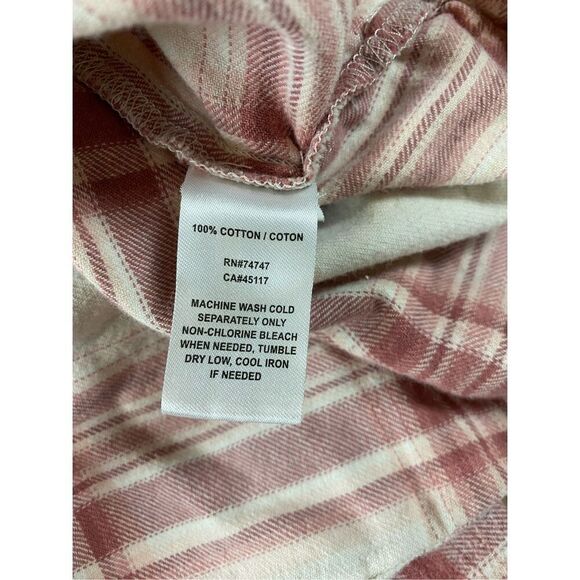 100% COTTON / COTON
RN#74747
CA#45117
MACHINE WASH COLD
SEPARATELY ONLY
NON-CHLORINE BLEACH
WHEN NEEDED, TUMBLE
DRY LOW, COOL IRON
IF NEEDED